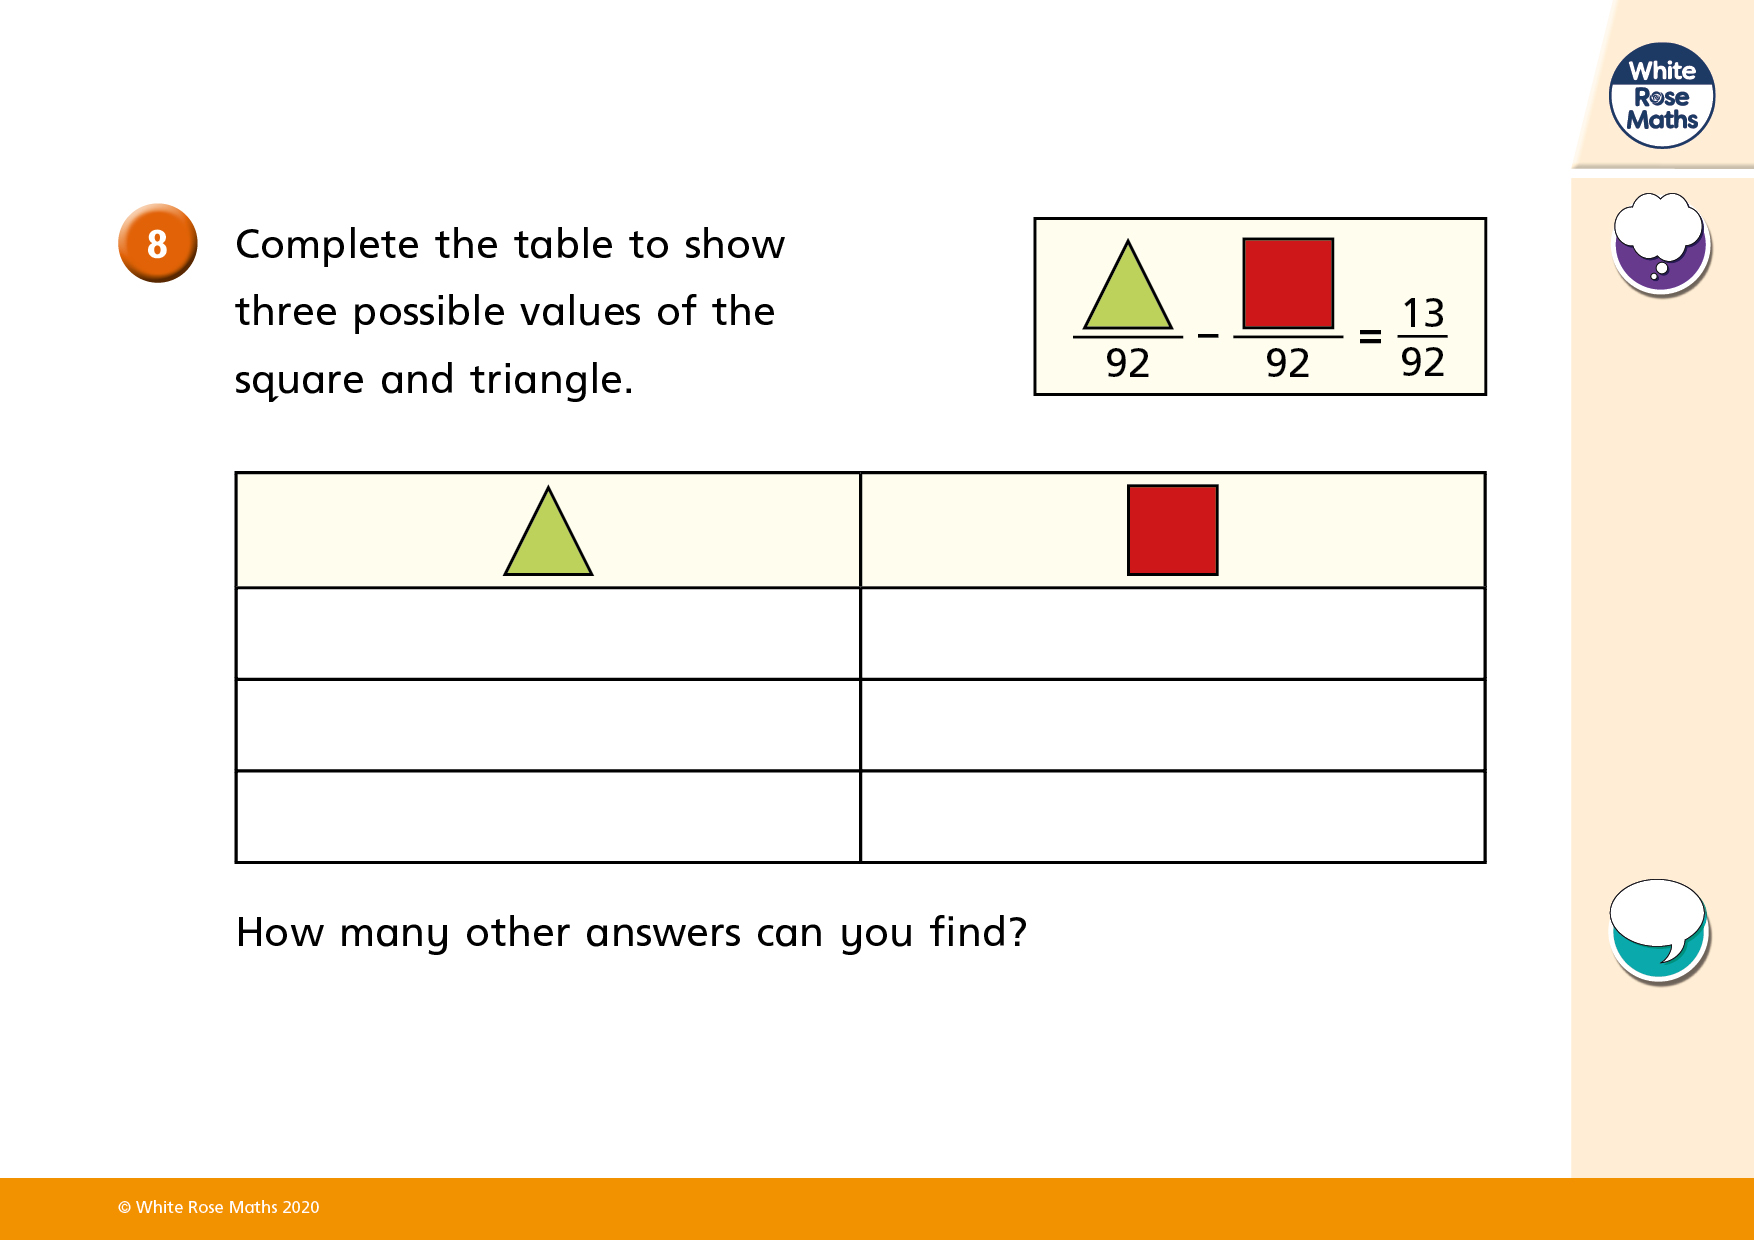 White
Rose
Maths
8
Complete the table to show
three possible values of the
square and triangle.
92 − 92 = 13
92
How many other answers can you find?
© White Rose Maths 2020